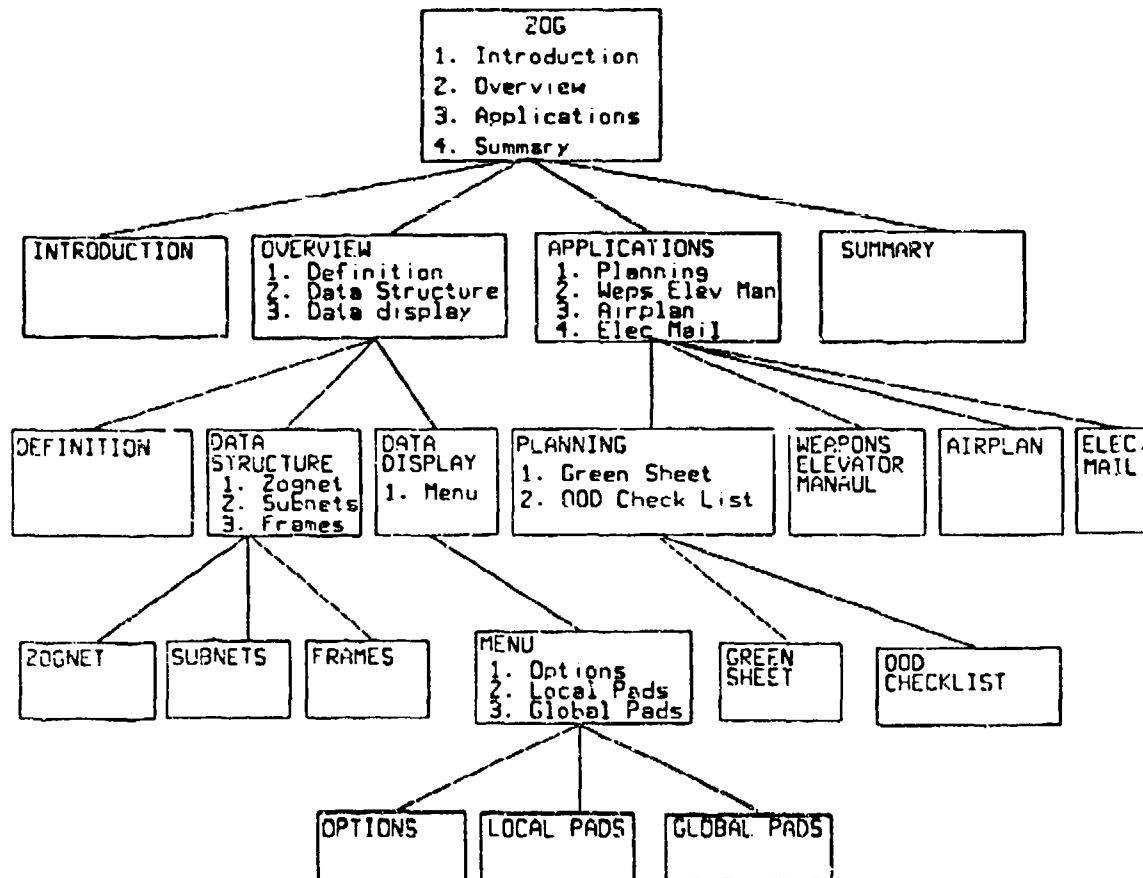 ZOG
1. Introduction
2. Overview
3. Applications
4. Summary
INTRODUCTION
OVERVIEW
1. Definition
2. Data Structure
3. Data display
APPLICATIONS
1. Planning
2. Weps Elev Man
3. Airplan
4. Elec Mail
SUMMARY
DEFINITION
DATA
STRUCTURE
1. Zognet
2. Subnets
3. Frames
DATA
DISPLAY
1. Menu
PLANNING
1. Green Sheet
2. OOD Check List
WEAPONS
ELEVATOR
MANAUL
AIRPLAN
ELEC.
MAIL
ZOGNET
SUBNETS
FRAMES
MENU
1. Options
2. Local Pads
3. Global Pads
GREEN
SHEET
OOD
CHECKLIST
OPTIONS
LOCAL PADS
GLOBAL PADS